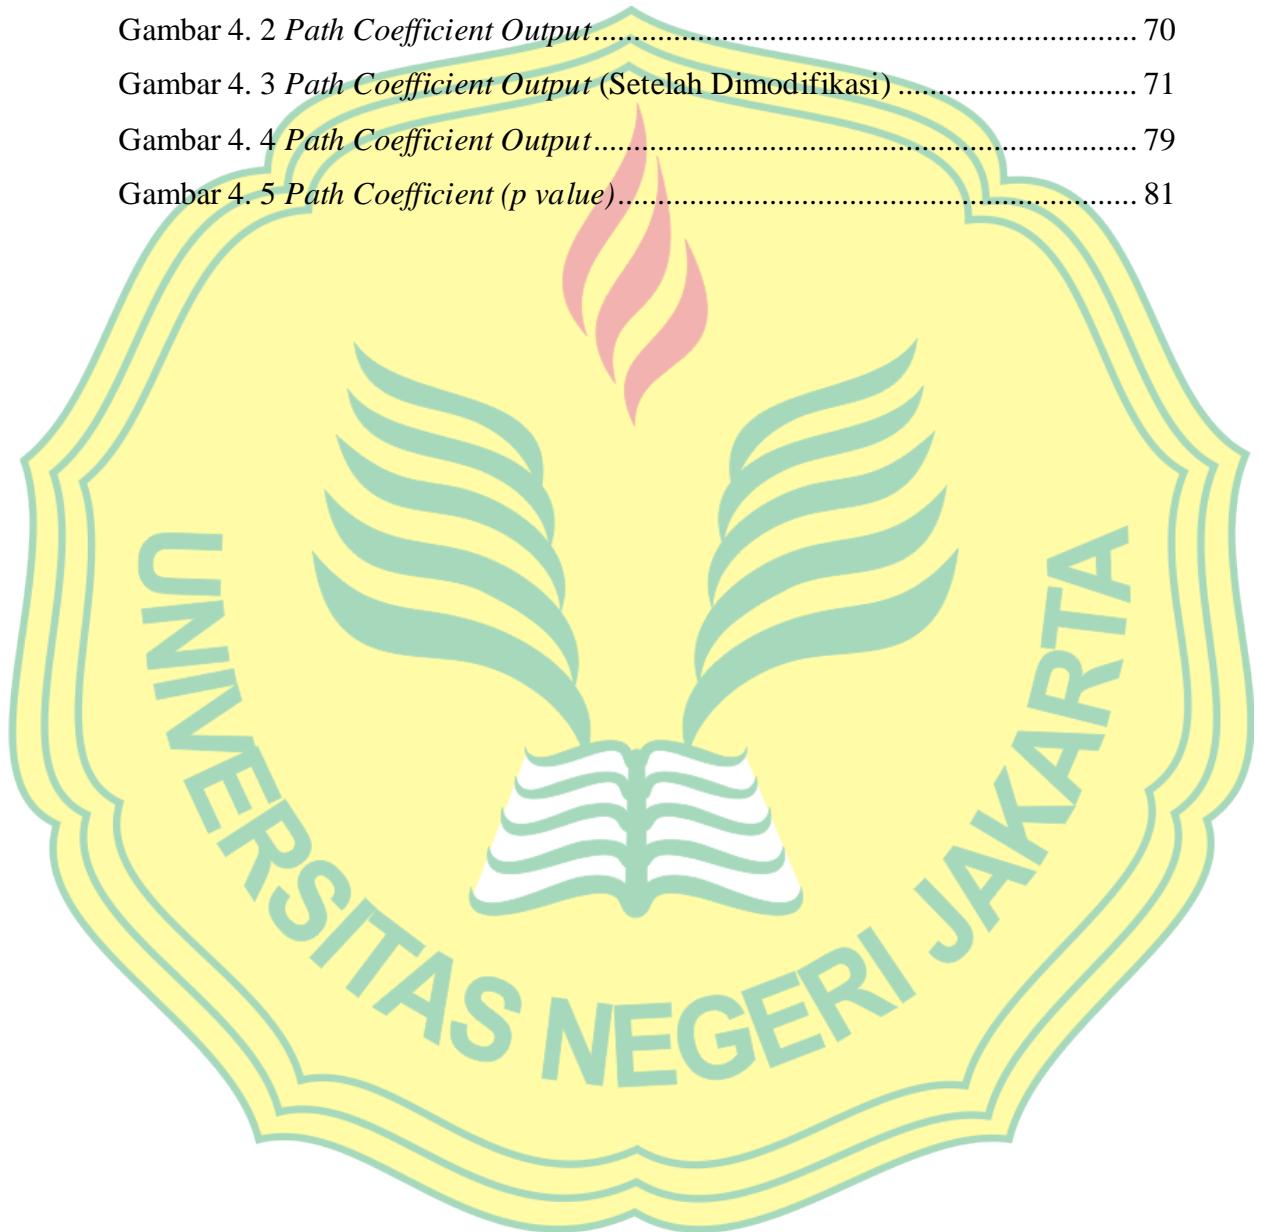 Gambar 4. 2 Path Coefficient Output.................................................................... 70
Gambar 4. 3 Path Coefficient Output (Setelah Dimodifikasi) .............................. 71
Gambar 4. 4 Path Coefficient Output.................................................................... 79
Gambar 4. 5 Path Coefficient (p value)................................................................. 81
UNIVERSITAS NEGERI JAKARTA